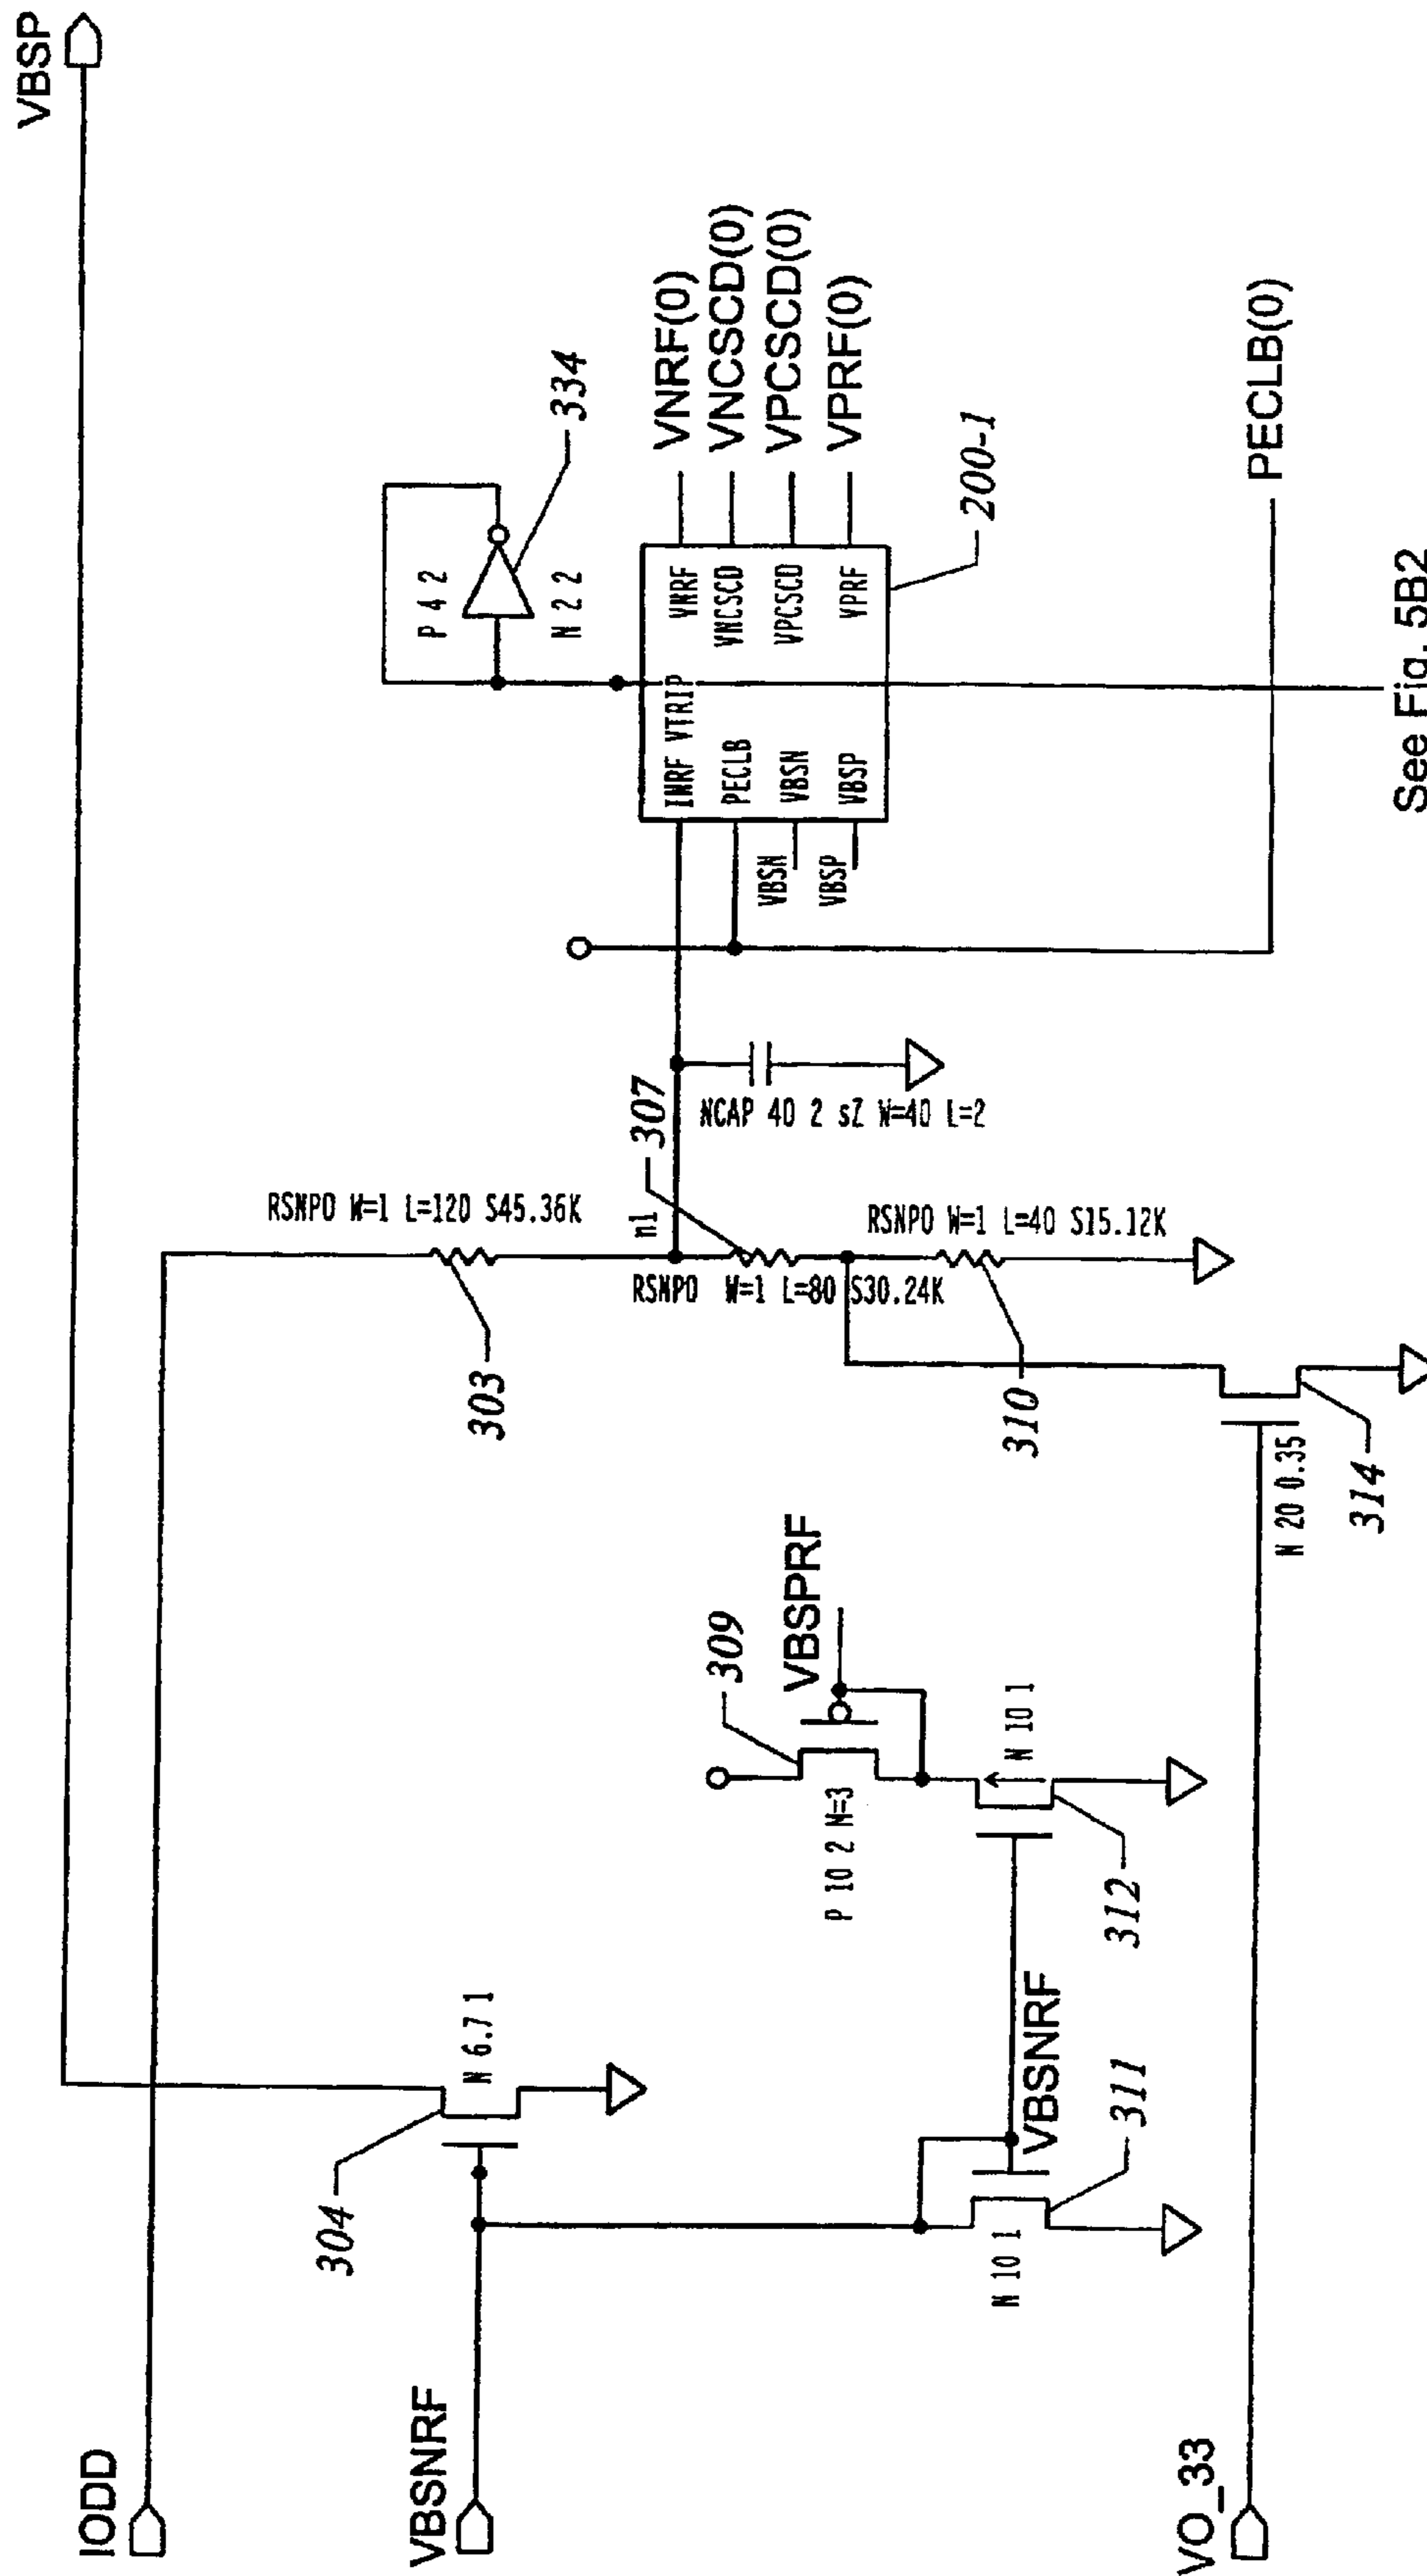 VBSP
IODD
VBSNRF
VO_33
304
N 6.7 1
303
RSNPO W=1 L=120 S45.36K
n1
307
RSNPO W=1 L=80 S30.24K
RSNPO W=1 L=40 S15.12K
310
NCAP 40 2 sZ W=40 L=2
P 4 2
N 2 2
334
INRF VTRIP
PECLB
VBSN
VBSP
VNRF
VNCSCD
VPCSCD
VPRF
VBSN
VBSP
VNRF(0)
VNCSCD(0)
VPCSCD(0)
VPRF(0)
200-1
PECLB(0)
309
VBSPRF
P 10 2 M=3
N 10 1
312
VBSNRF
N 10 1
311
N 20 0.35
314
See Fig. 5B2